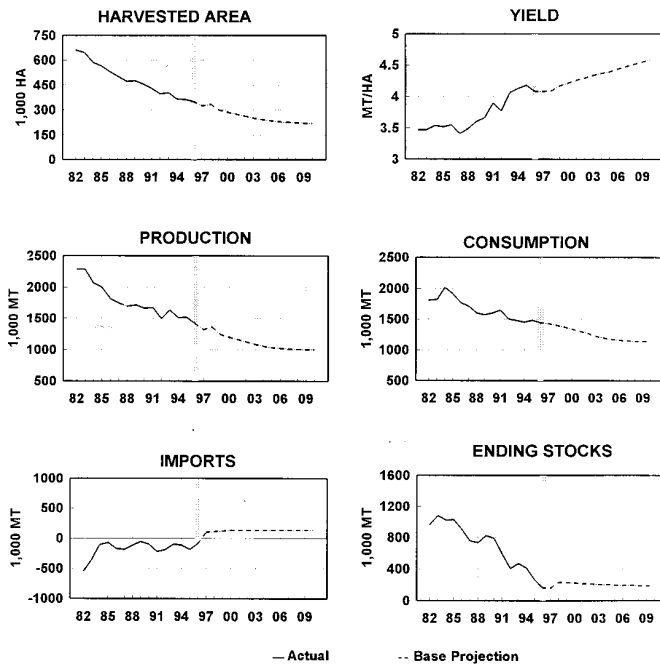 HARVESTED AREA
1,000 HA
750
600
450
300
150
0
82 85 88 91 94 97 00 03 06 09
YIELD
MT/HA
5
4.5
4
3.5
3
82 85 88 91 94 97 00 03 06 09
PRODUCTION
1,000 MT
2500
2000
1500
1000
500
82 85 88 91 94 97 00 03 06 09
CONSUMPTION
1,000 MT
2500
2000
1500
1000
500
82 85 88 91 94 97 00 03 06 09
IMPORTS
1,000 MT
1000
500
0
-500
-1000
82 85 88 91 94 97 00 03 06 09
ENDING STOCKS
1,000 MT
1600
1200
800
400
0
82 85 88 91 94 97 00 03 06 09
Actual
Base Projection